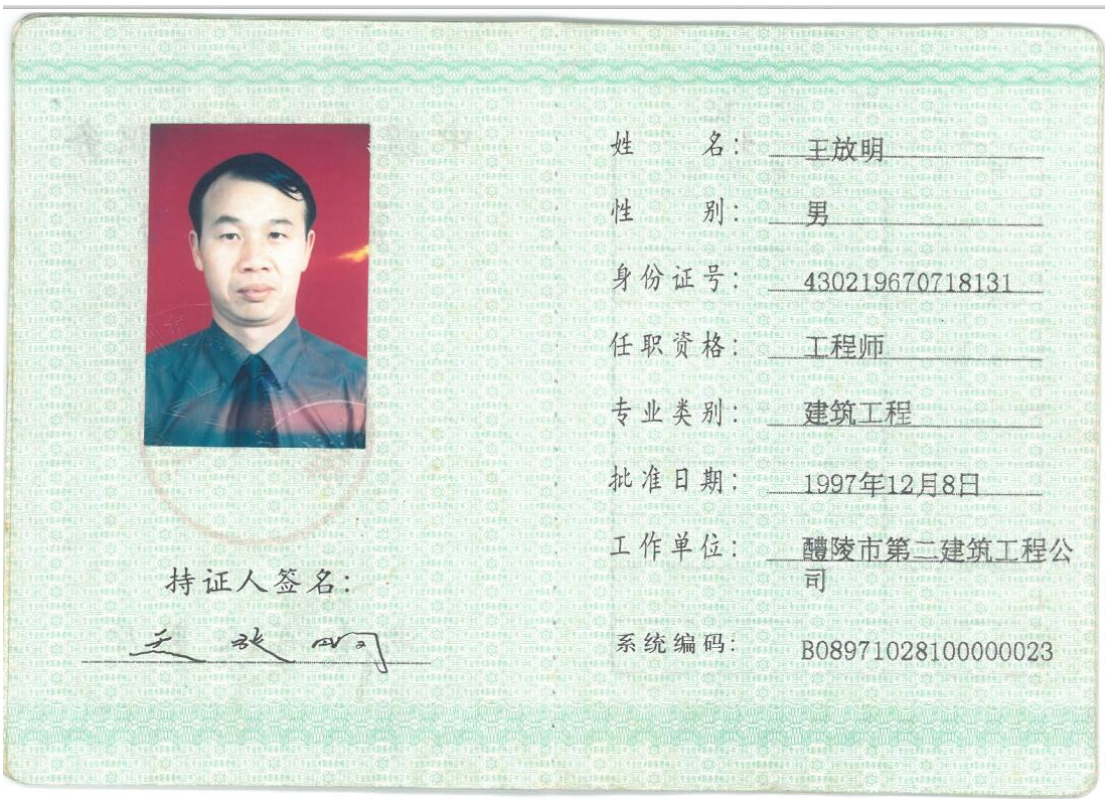 持证人签名：
姓 名： 王放明
性 别： 男
身份证号： 430219670718131
任职资格： 工程师
专业类别： 建筑工程
批准日期： 1997年12月8日
工作单位： 醴陵市第二建筑工程公
司
系统编码： B08971028100000023